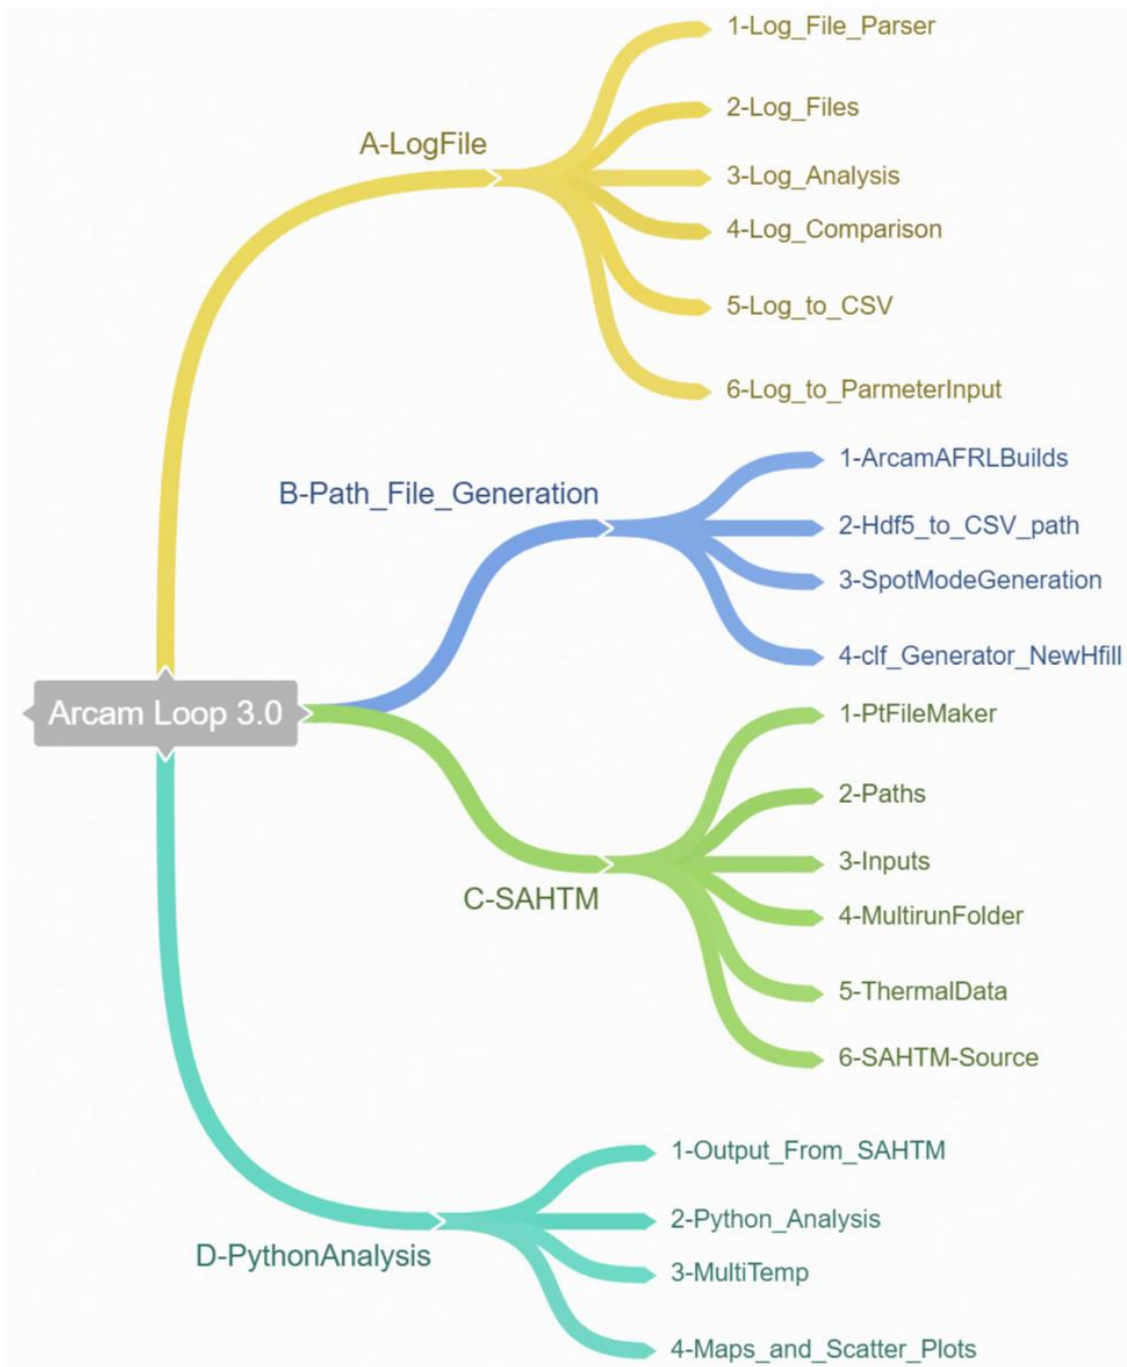 1-Log_File_Parser
2-Log_Files
A-LogFile
3-Log_Analysis
4-Log_Comparison
5-Log_to_CSV
6-Log_to_ParmeterInput
1-ArcamAFRLBuilds
B-Path_File_Generation
2-Hdf5_to_CSV_path
3-SpotModeGeneration
4-clf_Generator_NewHfill
Arcam Loop 3.0
1-PtFileMaker
2-Paths
3-Inputs
C-SAHTM
4-MultirunFolder
5-ThermalData
6-SAHTM-Source
1-Output_From_SAHTM
2-Python_Analysis
D-PythonAnalysis
3-MultiTemp
4-Maps_and_Scatter_Plots